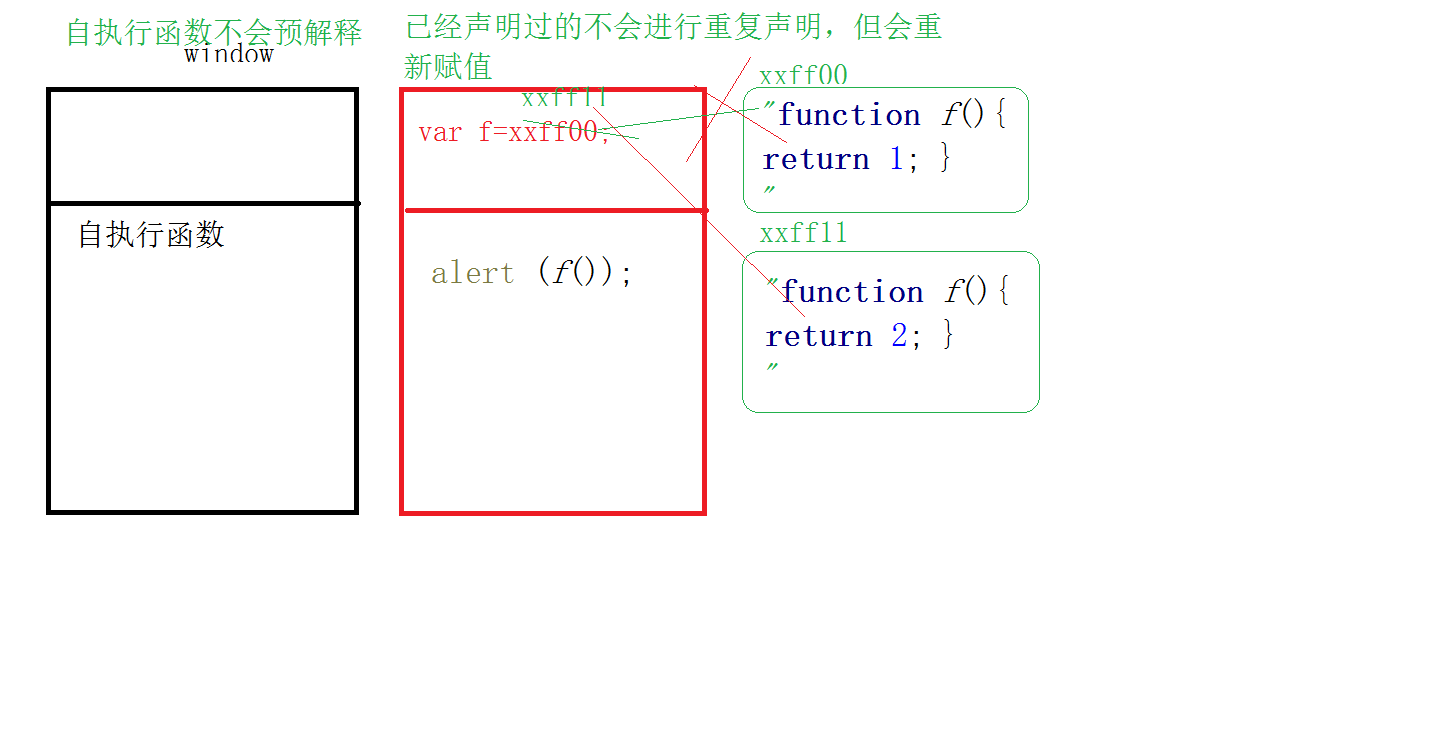 自执行函数不会预解释
window
自执行函数
已经声明过的不会进行重复声明，但会重
新赋值
xxff11
var f=xxff00;
alert (f());
xxff00
"function f(){
return 1; }
"
xxff11
"function f(){
return 2; }
"